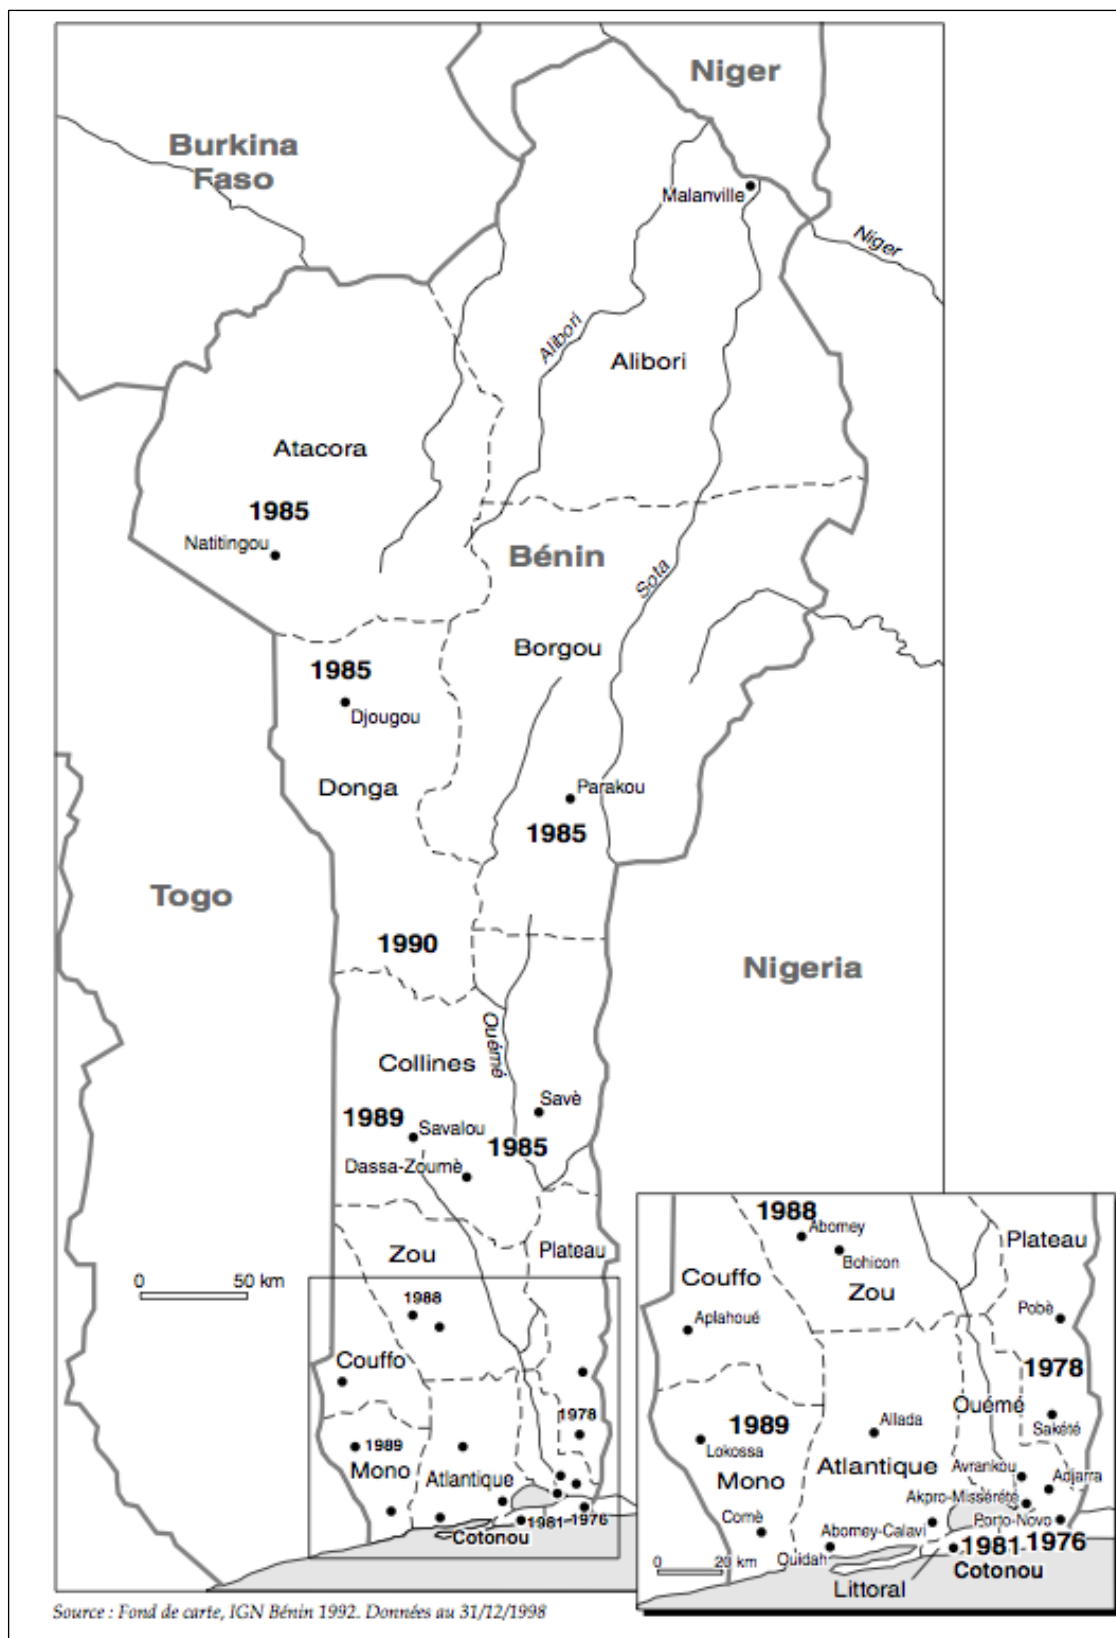 Niger
Burkina
Faso
Malanville
Niger
Alibori
Alibori
Atacora
1985
Natitingou
Bénin
Sota
Borgou
1985
Djougou
Donga
Parakou
1985
Togo
1990
Nigeria
Ouémé
Collines
Savè
1989
Savalou
1985
Dassa-Zoumè
Zou
Plateau
0 50 km
1988
Couffo
1978
1989
Mono
Atlantique
1981
1976
Cotonou
1988
Abomey
Bohicon
Plateau
Couffo
Zou
Aplahoué
Pobè
1978
Ouémé
1989
Allada
Sakété
Lokossa
Atlantique
Avrankou
Mono
Adjarra
Akpro-Missérété
Comè
Porto-Novo
Abomey-Calavi
1981
1976
Ouidah
0 20 km
Cotonou
Littoral
Source : Fond de carte, IGN Bénin 1992. Données au 31/12/1998